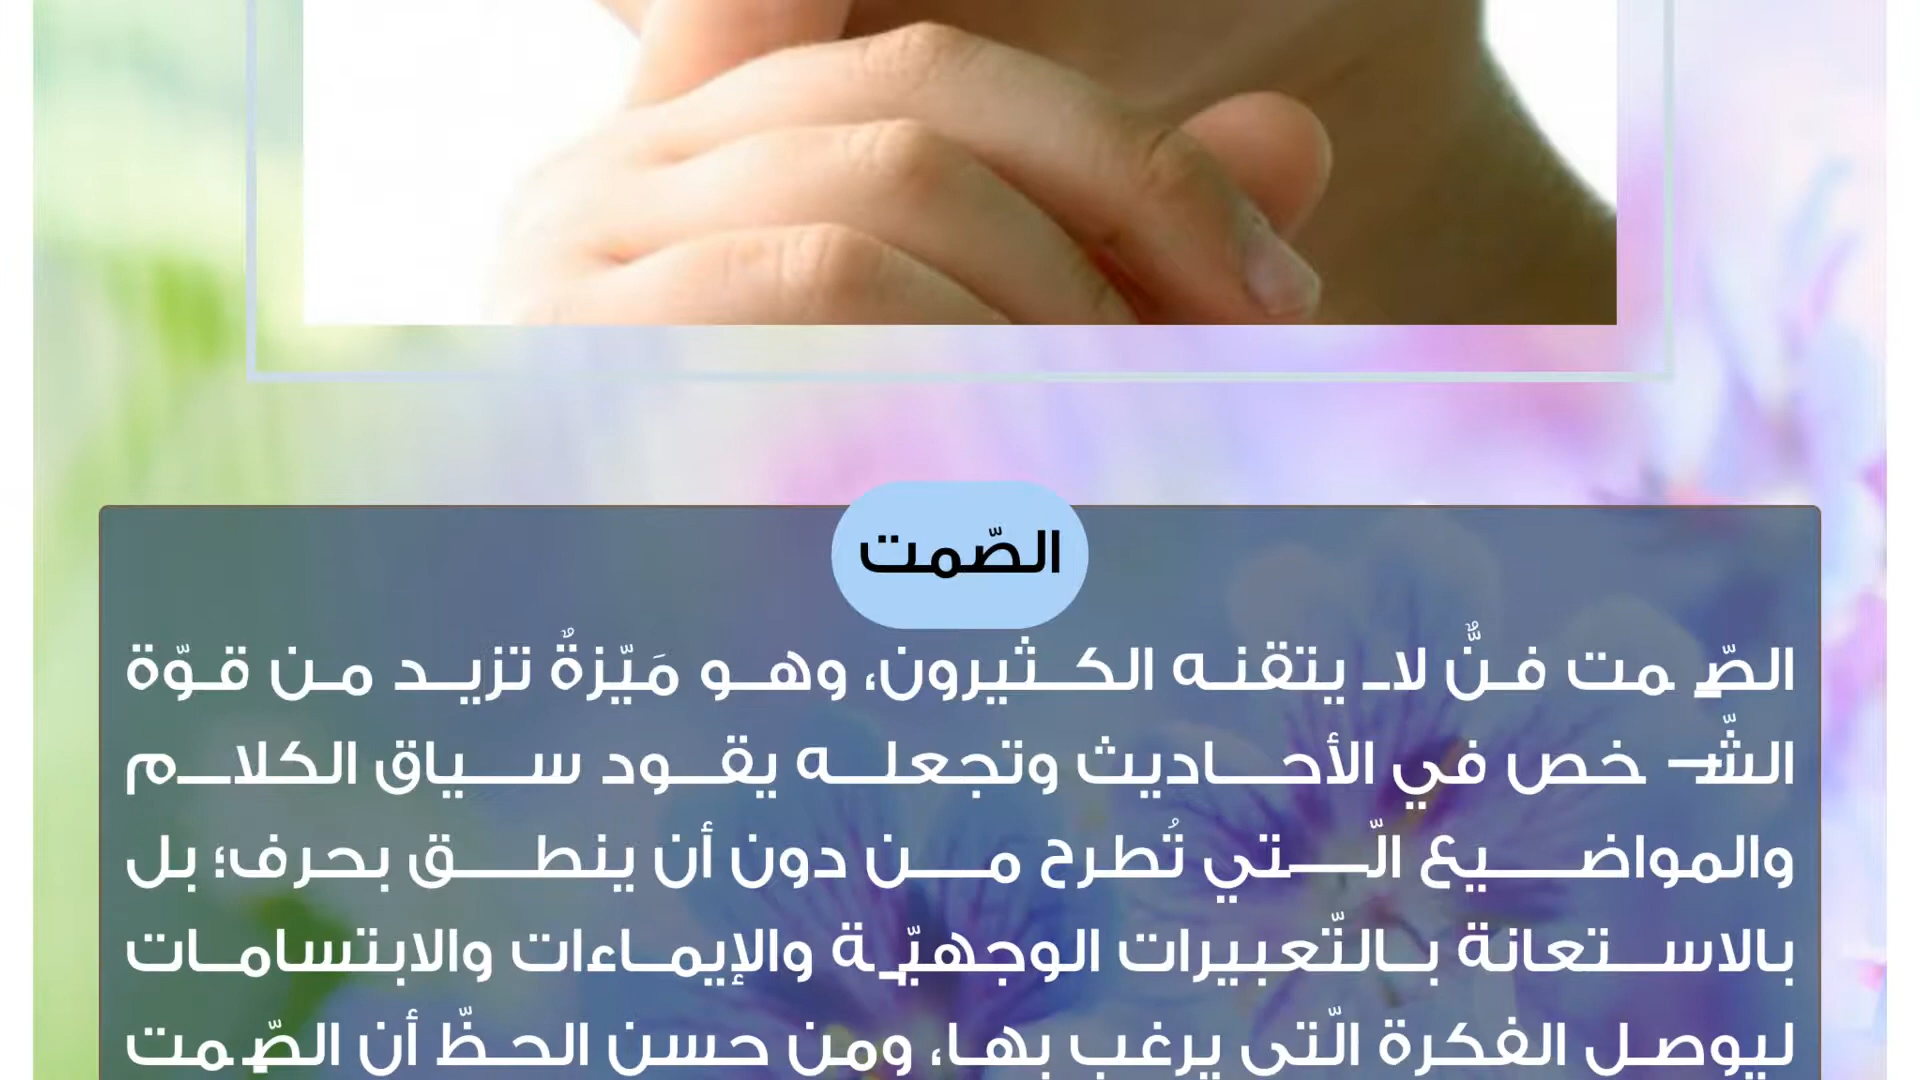 الصّمت
الصّمت فنٌّ لا يتقنه الكثيرون، وهو مَيّزةٌ تزيد من قوّة
الشّخص في الأحاديث وتجعله يقود سياق الكلام
والمواضيع الّتي تُطرح من دون أن ينطق بحرف؛ بل
بالاستعانة بالتّعبيرات الوجهيّة والإيماءات والابتسامات
ليوصل الفكرة الّتي يرغب بها، ومن حسن الحظّ أن الصّمت